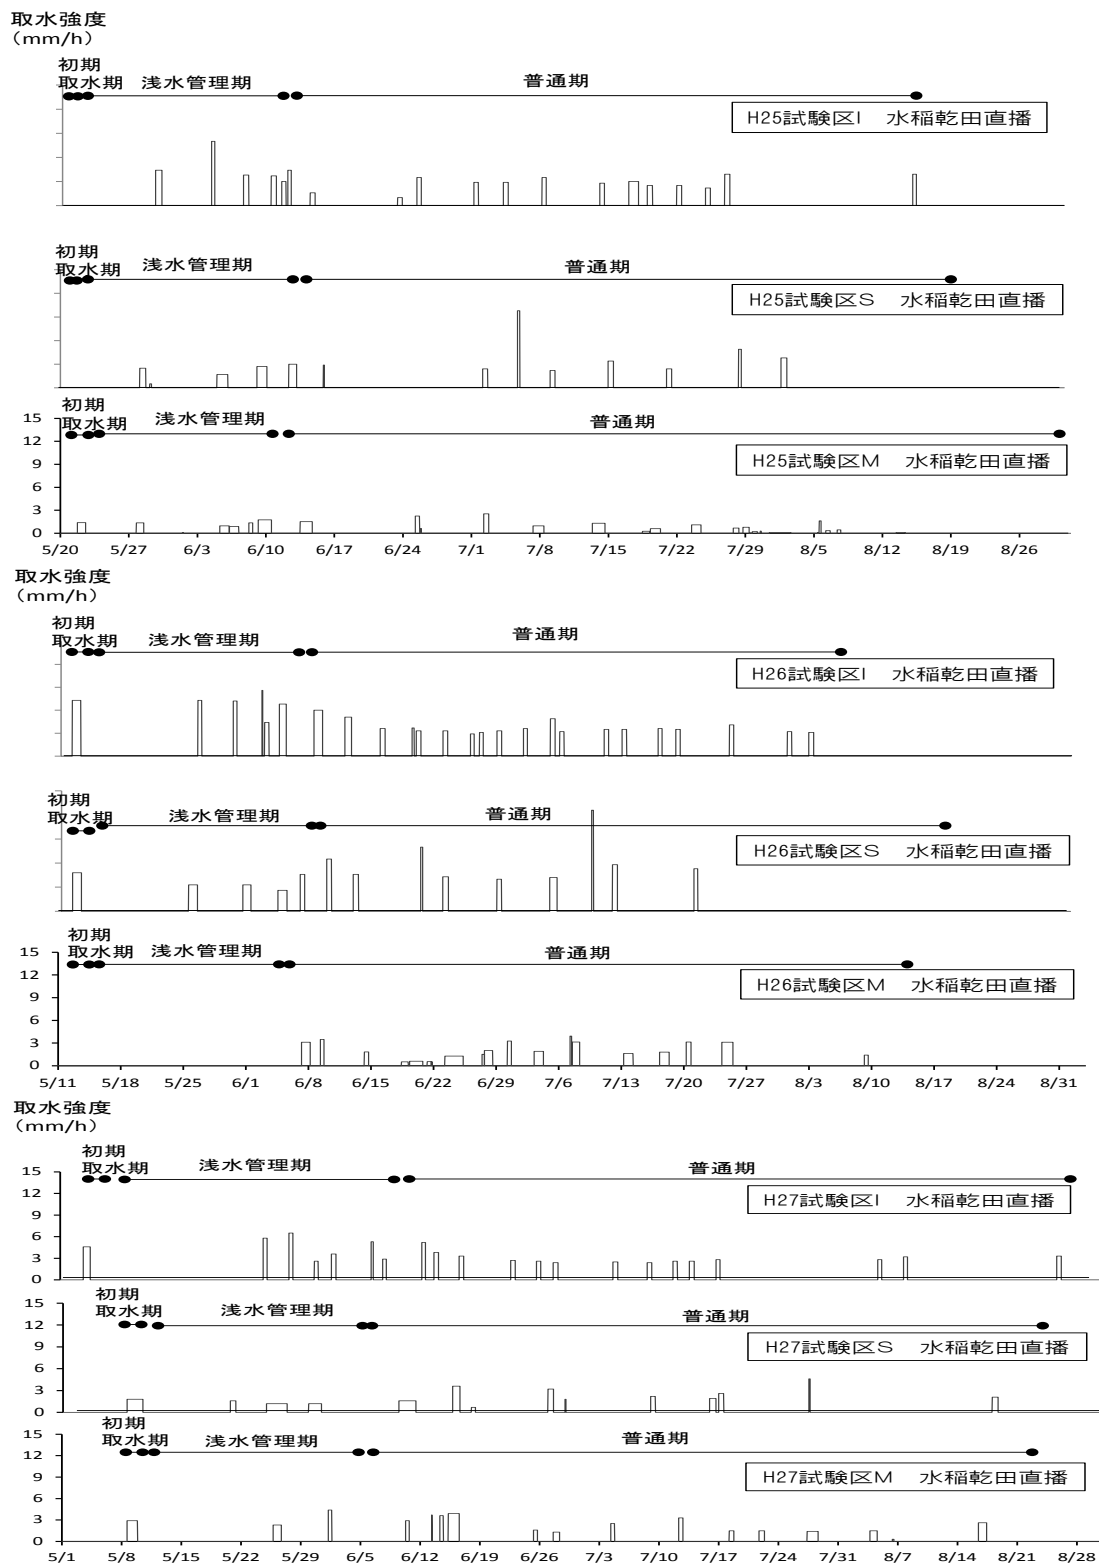 取水強度
（mm/h）
初期
取水期 浅水管理期 普通期
H25試験区I 水稲乾田直播
初期
取水期 浅水管理期 普通期
H25試験区S 水稲乾田直播
15
12
9
6
3
0
初期
取水期 浅水管理期 普通期
H25試験区M 水稲乾田直播
5/20 5/27 6/3 6/10 6/17 6/24 7/1 7/8 7/15 7/22 7/29 8/5 8/12 8/19 8/26
取水強度
（mm/h）
初期
取水期 浅水管理期 普通期
H26試験区I 水稲乾田直播
初期
取水期 浅水管理期 普通期
H26試験区S 水稲乾田直播
15
12
9
6
3
0
初期
取水期 浅水管理期 普通期
H26試験区M 水稲乾田直播
5/11 5/18 5/25 6/1 6/8 6/15 6/22 6/29 7/6 7/13 7/20 7/27 8/3 8/10 8/17 8/24 8/31
取水強度
（mm/h）
15
12
9
6
3
0
初期
取水期 浅水管理期 普通期
H27試験区I 水稲乾田直播
15
12
9
6
3
0
初期
取水期 浅水管理期 普通期
H27試験区S 水稲乾田直播
15
12
9
6
3
0
初期
取水期 浅水管理期 普通期
H27試験区M 水稲乾田直播
5/1 5/8 5/15 5/22 5/29 6/5 6/12 6/19 6/26 7/3 7/10 7/17 7/24 7/31 8/7 8/14 8/21 8/28